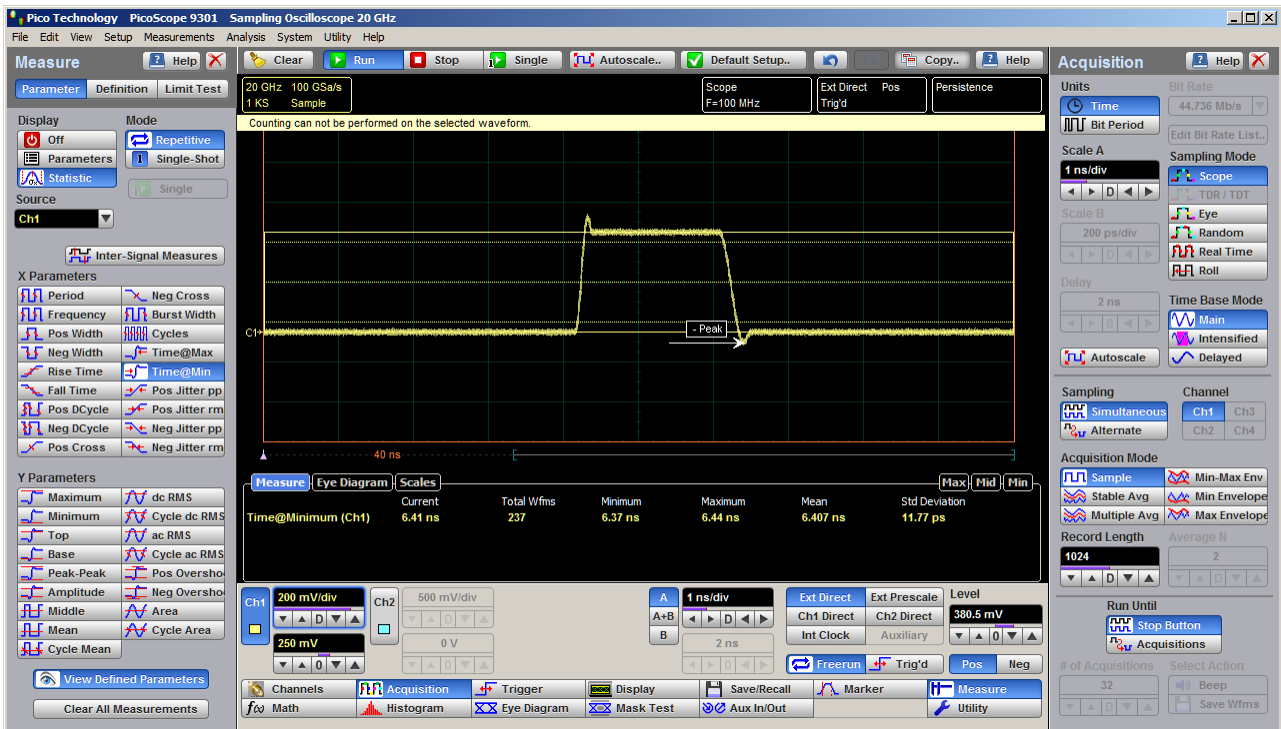 Pico Technology PicoScope 9301 Sampling Oscilloscope 20 GHz
File Edit View Setup Measurements Analysis System Utility Help
Measure
Help
Parameter Definition Limit Test
Display Mode
Off Repetitive
Parameters Single-Shot
Statistic
Single
Source
Ch1
Inter-Signal Measures
X Parameters
Period Neg Cross
Frequency Burst Width
Pos Width Cycles
Neg Width Time@Max
Rise Time Time@Min
Fall Time Pos Jitter pp
Pos DCycle Pos Jitter rm
Neg DCycle Neg Jitter pp
Pos Cross Neg Jitter rm
Y Parameters
Maximum dc RMS
Minimum Cycle dc RMS
Top ac RMS
Base Cycle ac RMS
Peak-Peak Pos Oversho
Amplitude Neg Oversho
Middle Area
Mean Cycle Area
Cycle Mean
View Defined Parameters
Clear All Measurements
Clear Run Stop Single Autoscale.. Default Setup.. Copy.. Help
20 GHz 100 GSa/s
1 KS Sample
Scope
F=100 MHz
Ext Direct Pos
Trig'd
Persistence
Counting can not be performed on the selected waveform.
C1
- Peak
40 ns
Measure Eye Diagram Scales Max Mid Min
Current Total Wfms Minimum Maximum Mean Std Deviation
Time@Minimum (Ch1) 6.41 ns 237 6.37 ns 6.44 ns 6.407 ns 11.77 ps
Ch1
200 mV/div
D
250 mV
0
Ch2
500 mV/div
D
0 V
0
A
A+B
B
1 ns/div
D
2 ns
0
Ext Direct Ext Prescale
Ch1 Direct Ch2 Direct
Int Clock Auxiliary
Level
380.5 mV
0
Freerun Trig'd Pos Neg
Channels Acquisition Trigger Display Save/Recall Marker Measure
Math Histogram Eye Diagram Mask Test Aux In/Out Utility
Acquisition
Help
Units
Time
Bit Period
Bit Rate
44.736 Mb/s
Edit Bit Rate List..
Scale A
1 ns/div
D
Scale B
200 ps/div
D
Delay
2 ns
0
Autoscale
Sampling Mode
Scope
TDR / TDT
Eye
Random
Real Time
Roll
Time Base Mode
Main
Intensified
Delayed
Sampling
Simultaneous
Alternate
Channel
Ch1 Ch3
Ch2 Ch4
Acquisition Mode
Sample Min-Max Env
Stable Avg Min Envelope
Multiple Avg Max Envelope
Record Length Average N
1024 2
D D
Run Until
Stop Button
Acquisitions
# of Acquisitions Select Action
32 Beep
D Save Wfms